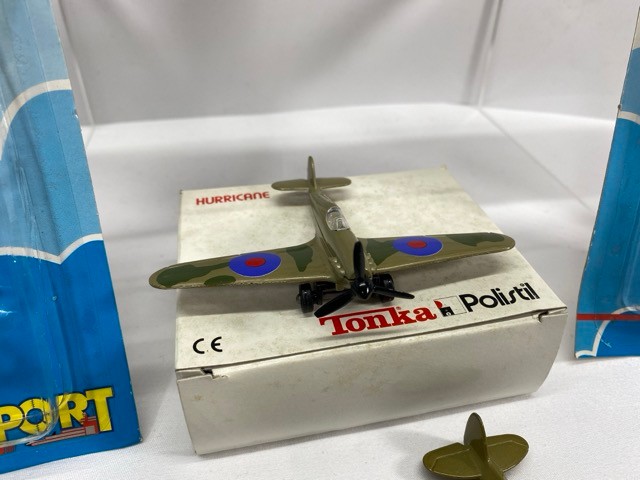 HURRICANE
CE
Tonka Polistil
PORT